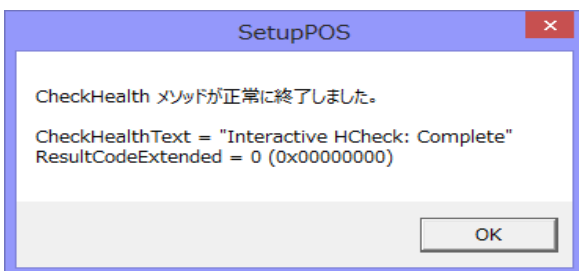 SetupPOS
CheckHealth メソッドが正常に終了しました。
CheckHealthText = "Interactive HCheck: Complete"
ResultCodeExtended = 0 (0x00000000)
OK